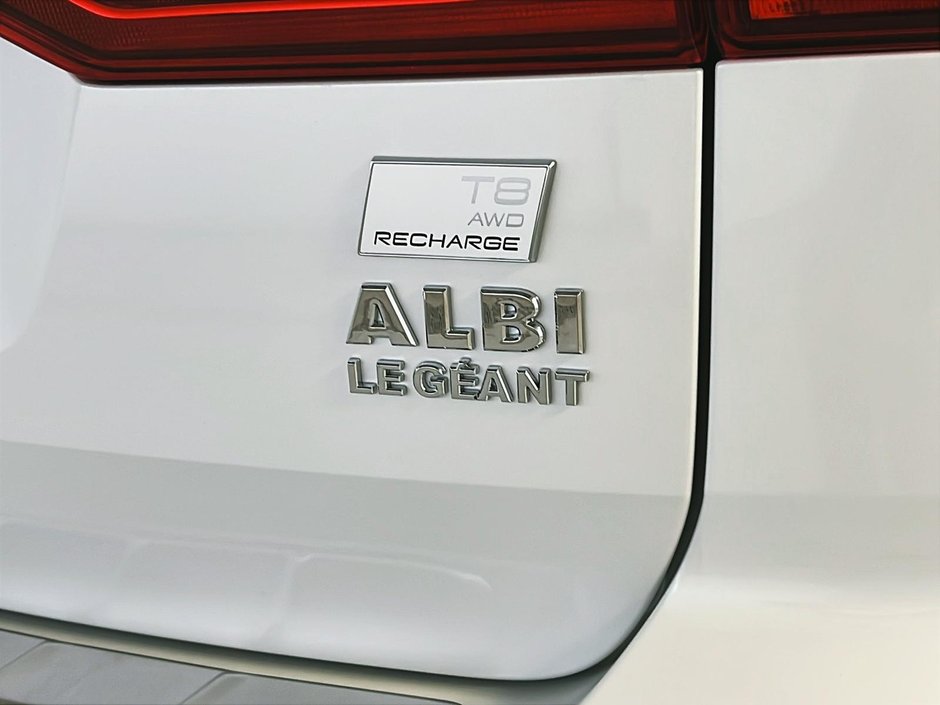 T8
AWD
RECHARGE
ALBI
LE GÉANT